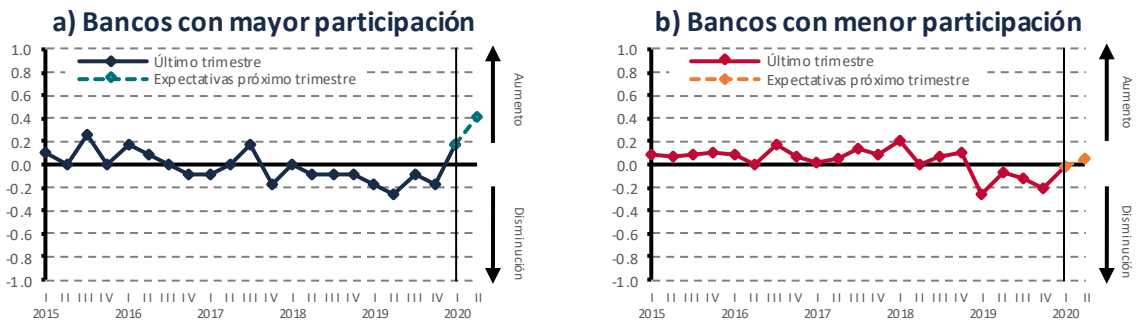 a) Bancos con mayor participación
1.0
0.8
0.6
0.4
0.2
0.0
-0.2
-0.4
-0.6
-0.8
-1.0
Último trimestre
Expectativas próximo trimestre
Aumento
Disminución
I II III IV I II III IV I II III IV I II III IV I II III IV I II
2015 2016 2017 2018 2019 2020
b) Bancos con menor participación
1.0
0.8
0.6
0.4
0.2
0.0
-0.2
-0.4
-0.6
-0.8
-1.0
Último trimestre
Expectativas próximo trimestre
Aumento
Disminución
I II III IV I II III IV I II III IV I II III IV I II III IV I II
2015 2016 2017 2018 2019 2020